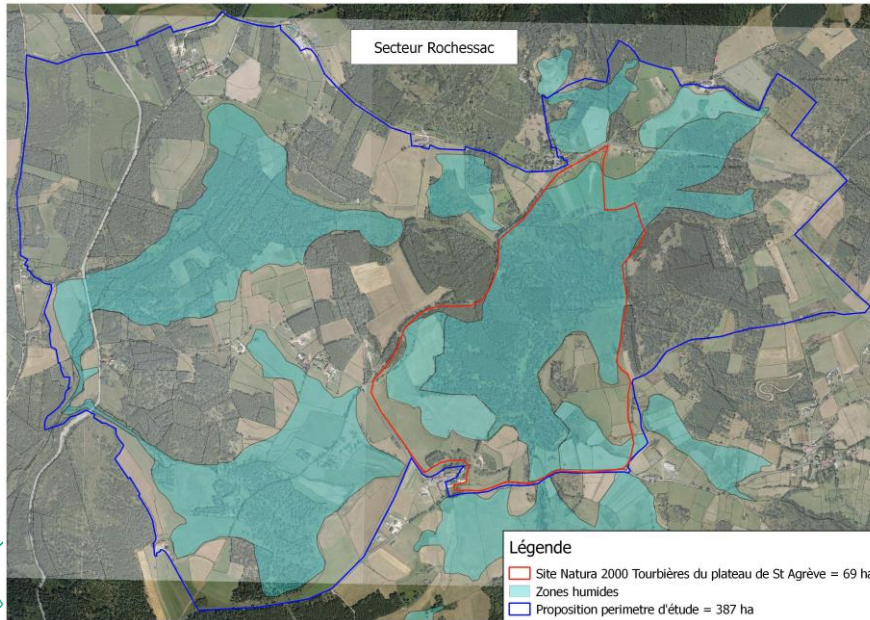 Secteur Rochessac
Légende
Site Natura 2000 Tourbières du plateau de St Agrève = 69 ha
Zones humides
Proposition perimetre d'étude = 387 ha